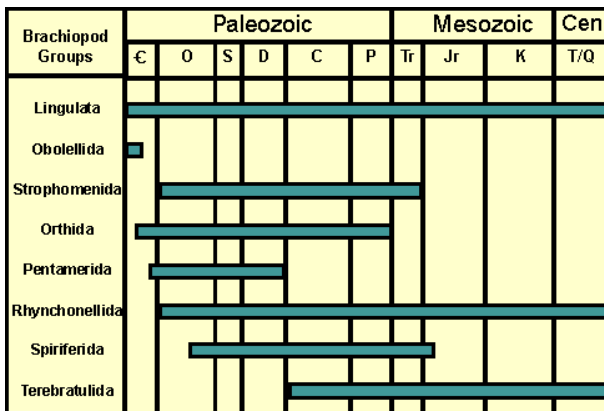 Brachiopod Groups
Paleozoic Mesozoic Cen
Є O S D C P Tr Jr K T/Q
Lingulata
Obolellida
Strophomenida
Orthida
Pentamerida
Rhynchonellida
Spiriferida
Terebratulida